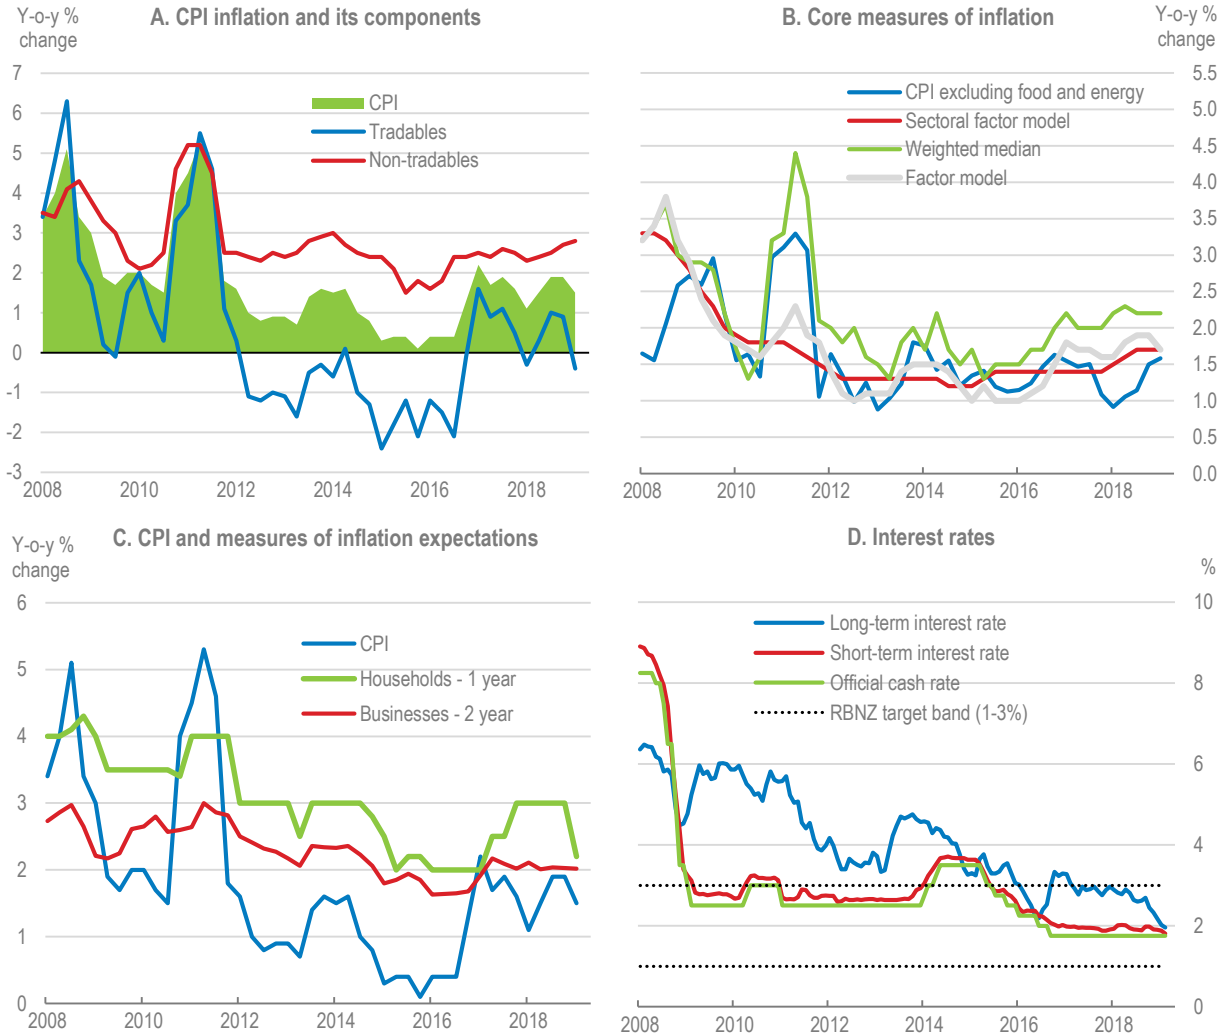 A. CPI inflation and its components
Y-o-y %
change
7
6
5
4
3
2
1
0
-1
-2
-3
CPI
Tradables
Non-tradables
2008
2010
2012
2014
2016
2018
B. Core measures of inflation
Y-o-y %
change
5.5
5.0
4.5
4.0
3.5
3.0
2.5
2.0
1.5
1.0
0.5
0.0
CPI excluding food and energy
Sectoral factor model
Weighted median
Factor model
2008
2010
2012
2014
2016
2018
C. CPI and measures of inflation expectations
Y-o-y %
change
6
5
4
3
2
1
0
CPI
Households - 1 year
Businesses - 2 year
2008
2010
2012
2014
2016
2018
D. Interest rates
%
10
8
6
4
2
0
Long-term interest rate
Short-term interest rate
Official cash rate
RBNZ target band (1-3%)
2008
2010
2012
2014
2016
2018